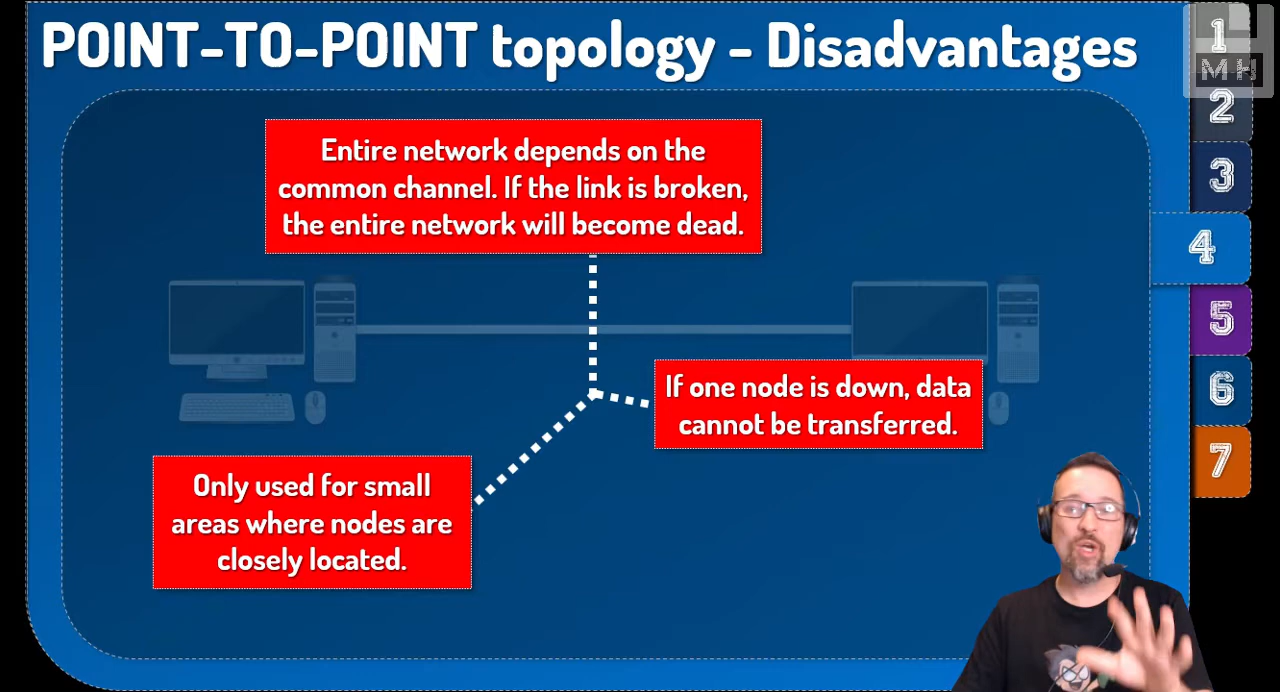 POINT-TO-POINT topology - Disadvantages
1
MH
2
3
4
5
6
7
Entire network depends on the
common channel. If the link is broken,
the entire network will become dead.
If one node is down, data
cannot be transferred.
Only used for small
areas where nodes are
closely located.